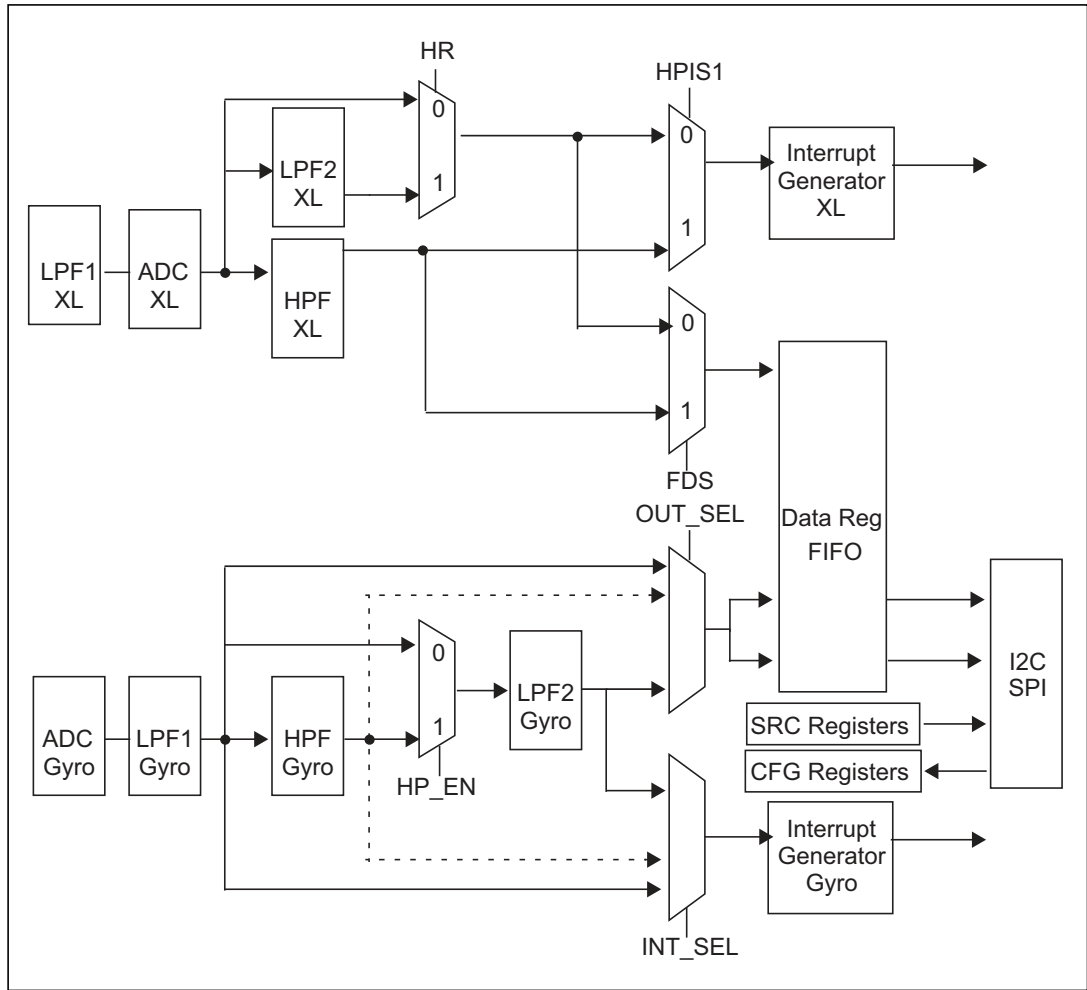 HR
HPIS1
0
1
LPF2
XL
0
1
Interrupt
Generator
XL
LPF1
XL
ADC
XL
HPF
XL
0
1
FDS
OUT_SEL
Data Reg
FIFO
0
1
HP_EN
LPF2
Gyro
I2C
SPI
ADC
Gyro
LPF1
Gyro
HPF
Gyro
SRC Registers
CFG Registers
Interrupt
Generator
Gyro
INT_SEL